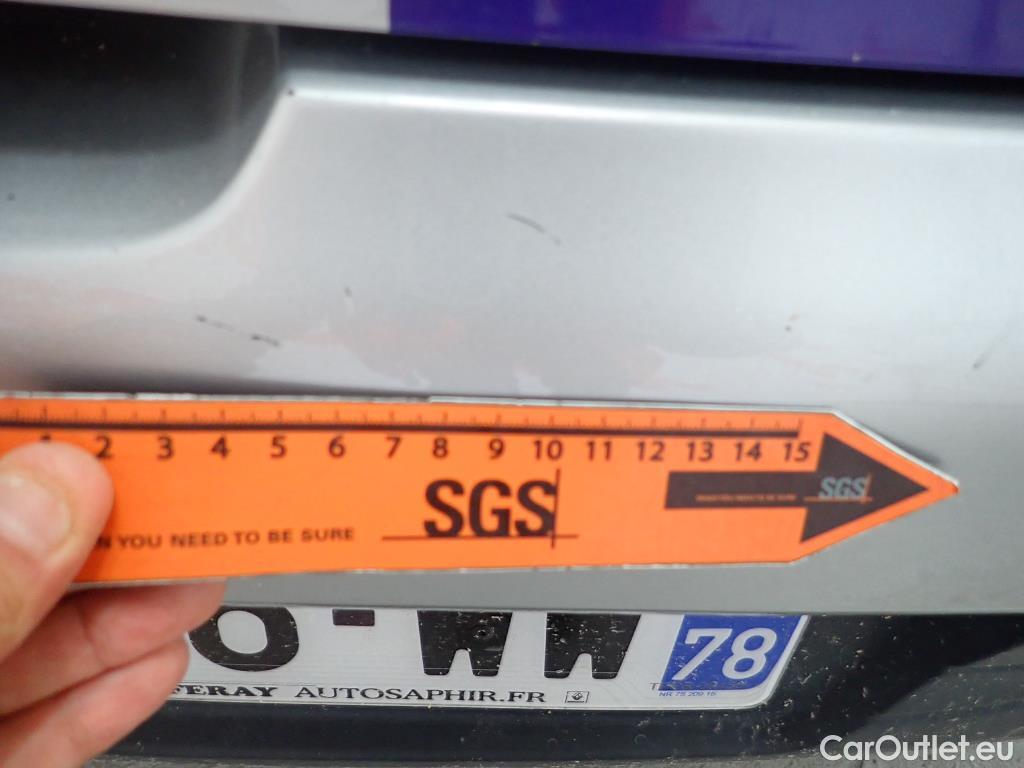 1 2 3 4 5 6 7 8 9 10 11 12 13 14 15
SGS
SGS
N YOU NEED TO BE SURE
-WW 78
FERAY AUTOSAPHIR.FR
CarOutlet.eu